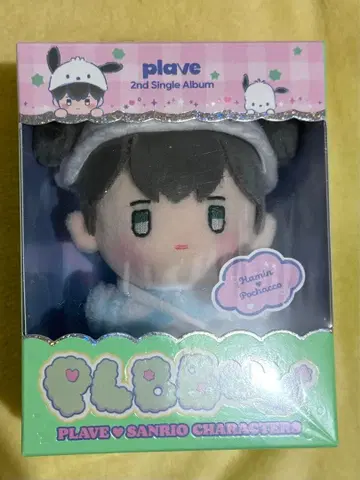 plave
2nd Single Album
Hamin
♥
Pochacco
PLBBUU
PLAVE ♥ SANRIO CHARACTERS